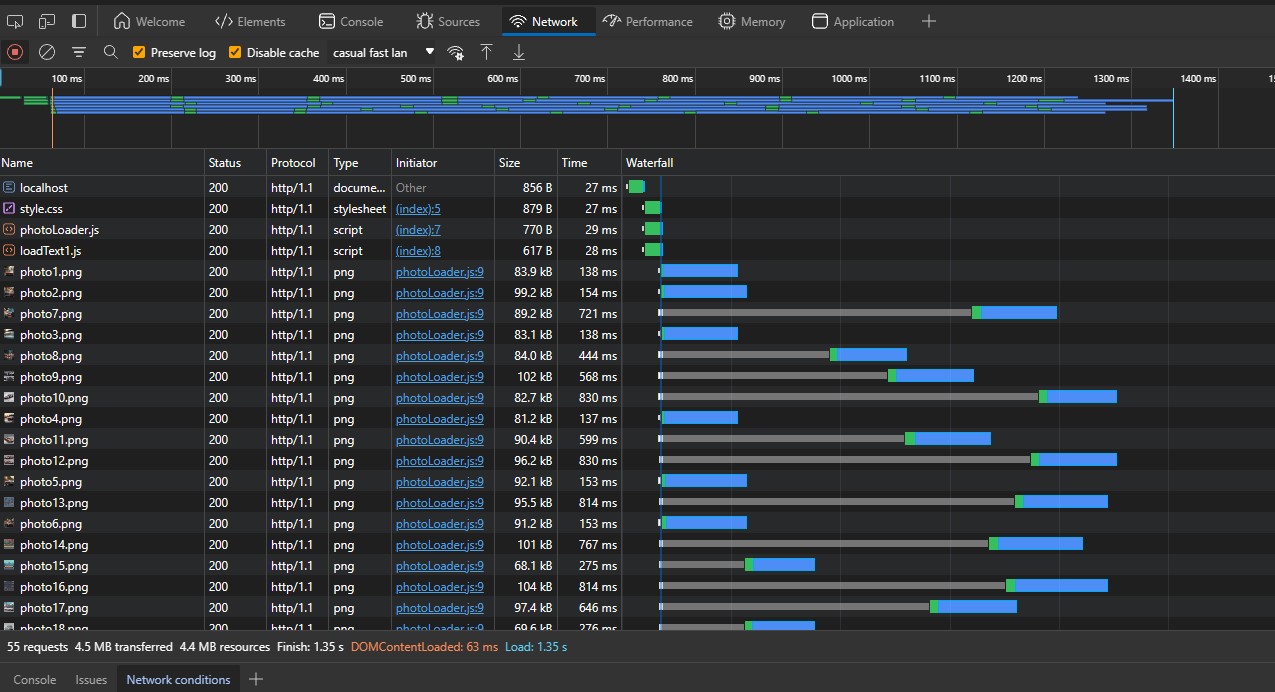 Welcome Elements Console Sources Network Performance Memory Application
Preserve log Disable cache casual fast lan
100 ms 200 ms 300 ms 400 ms 500 ms 600 ms 700 ms 800 ms 900 ms 1000 ms 1100 ms 1200 ms 1300 ms 1400 ms 15
Name Status Protocol Type Initiator Size Time Waterfall
localhost 200 http/1.1 docume... Other 856 B 27 ms
style.css 200 http/1.1 stylesheet (index):5 879 B 27 ms
photoLoader.js 200 http/1.1 script (index):7 770 B 29 ms
loadText1.js 200 http/1.1 script (index):8 617 B 28 ms
photo1.png 200 http/1.1 png photoLoader.js:9 83.9 kB 138 ms
photo2.png 200 http/1.1 png photoLoader.js:9 99.2 kB 154 ms
photo7.png 200 http/1.1 png photoLoader.js:9 89.2 kB 721 ms
photo3.png 200 http/1.1 png photoLoader.js:9 83.1 kB 138 ms
photo8.png 200 http/1.1 png photoLoader.js:9 84.0 kB 444 ms
photo9.png 200 http/1.1 png photoLoader.js:9 102 kB 568 ms
photo10.png 200 http/1.1 png photoLoader.js:9 82.7 kB 830 ms
photo4.png 200 http/1.1 png photoLoader.js:9 81.2 kB 137 ms
photo11.png 200 http/1.1 png photoLoader.js:9 90.4 kB 599 ms
photo12.png 200 http/1.1 png photoLoader.js:9 96.2 kB 830 ms
photo5.png 200 http/1.1 png photoLoader.js:9 92.1 kB 153 ms
photo13.png 200 http/1.1 png photoLoader.js:9 95.5 kB 814 ms
photo6.png 200 http/1.1 png photoLoader.js:9 91.2 kB 153 ms
photo14.png 200 http/1.1 png photoLoader.js:9 101 kB 767 ms
photo15.png 200 http/1.1 png photoLoader.js:9 68.1 kB 275 ms
photo16.png 200 http/1.1 png photoLoader.js:9 104 kB 814 ms
photo17.png 200 http/1.1 png photoLoader.js:9 97.4 kB 646 ms
photo18.png 200 http/1.1 png photoLoader.js:9 69.6 kB 276 ms
55 requests 4.5 MB transferred 4.4 MB resources Finish: 1.35 s DOMContentLoaded: 63 ms Load: 1.35 s
Console Issues Network conditions